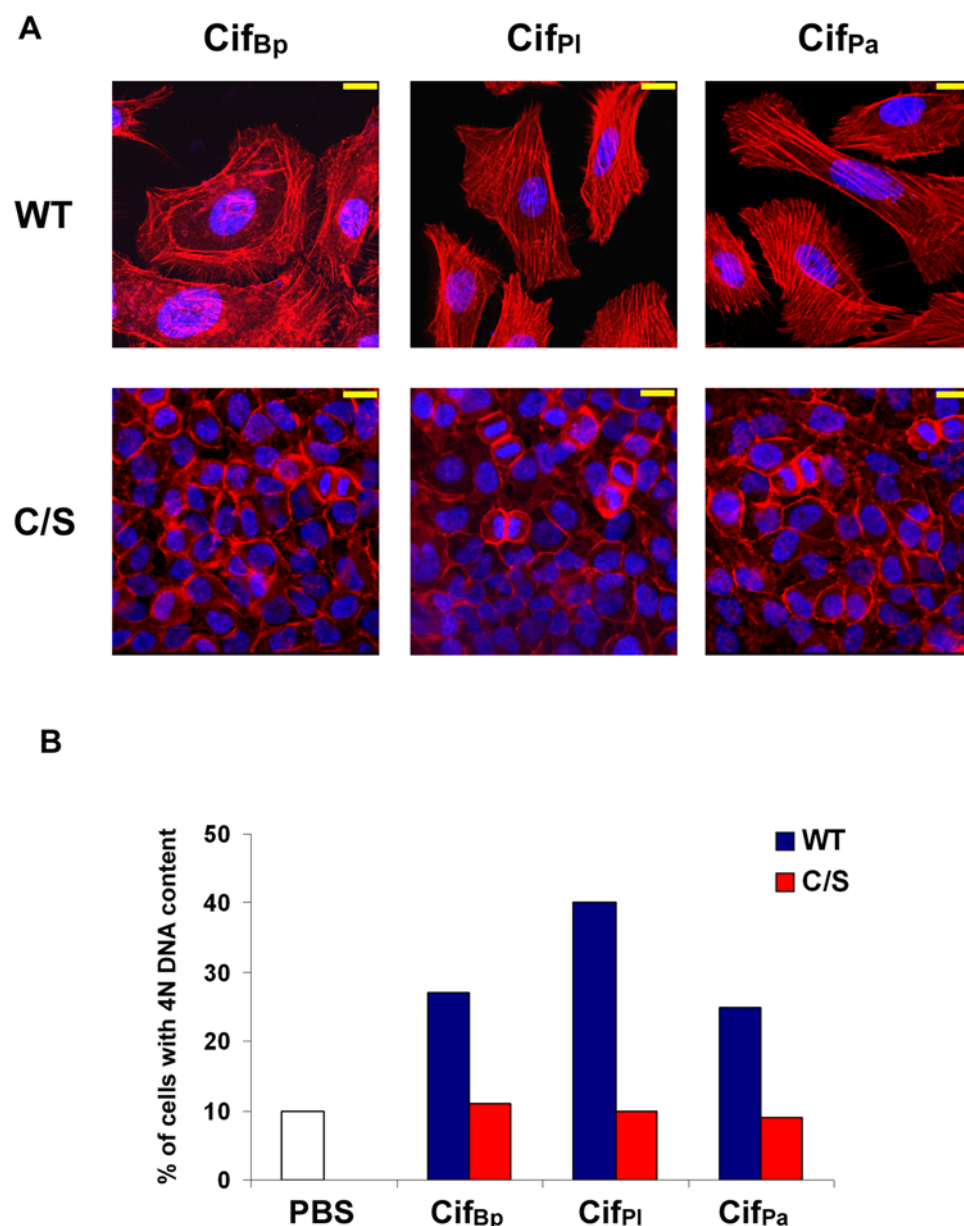 A
CifBp CifPl CifPa
WT
C/S
B
% of cells with 4N DNA content
50
40
30
20
10
0
WT
C/S
PBS CifBp CifPl CifPa